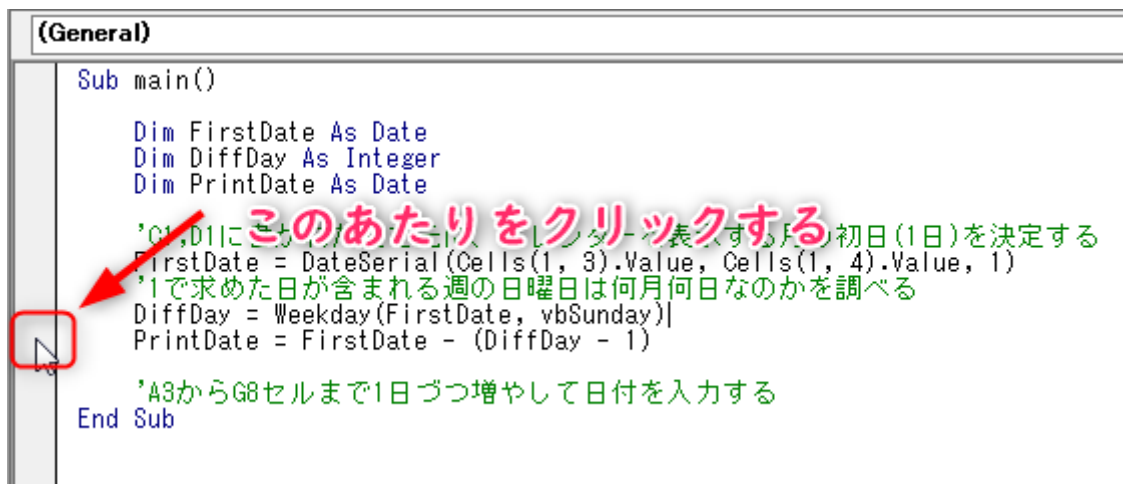 (General)
Sub main()
Dim FirstDate As Date
Dim DiffDay As Integer
Dim PrintDate As Date
このあたりをクリックする
'C1,D1に 表示する月の初日(1日)を決定する
FirstDate = DateSerial(Cells(1, 3).Value, Cells(1, 4).Value, 1)
'1で求めた日が含まれる週の日曜日は何月何日なのかを調べる
DiffDay = Weekday(FirstDate, vbSunday)
PrintDate = FirstDate - (DiffDay - 1)
'A3からG8セルまで1日づつ増やして日付を入力する
End Sub